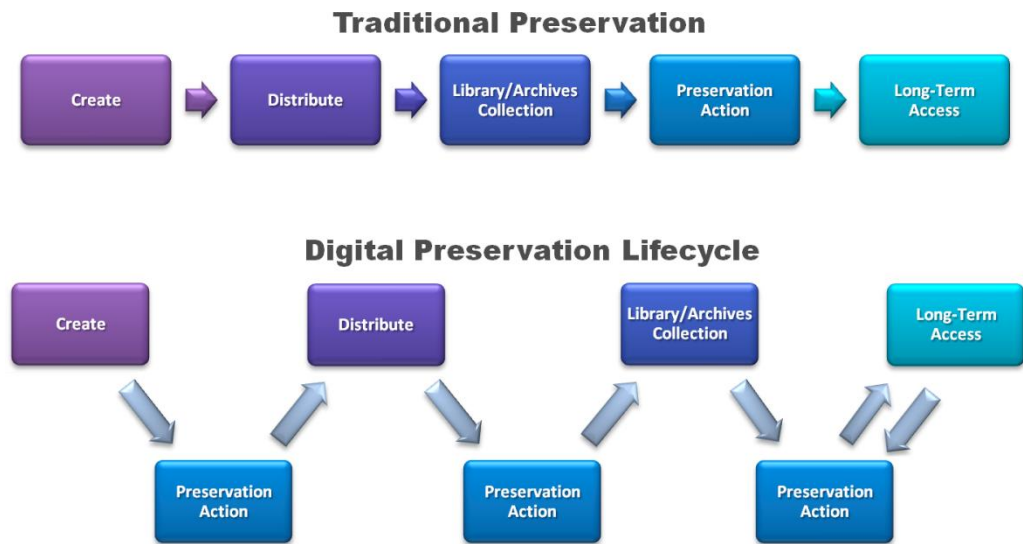 Traditional Preservation
Create
Distribute
Library/Archives
Collection
Preservation
Action
Long-Term
Access
Digital Preservation Lifecycle
Create
Distribute
Library/Archives
Collection
Long-Term
Access
Preservation
Action
Preservation
Action
Preservation
Action